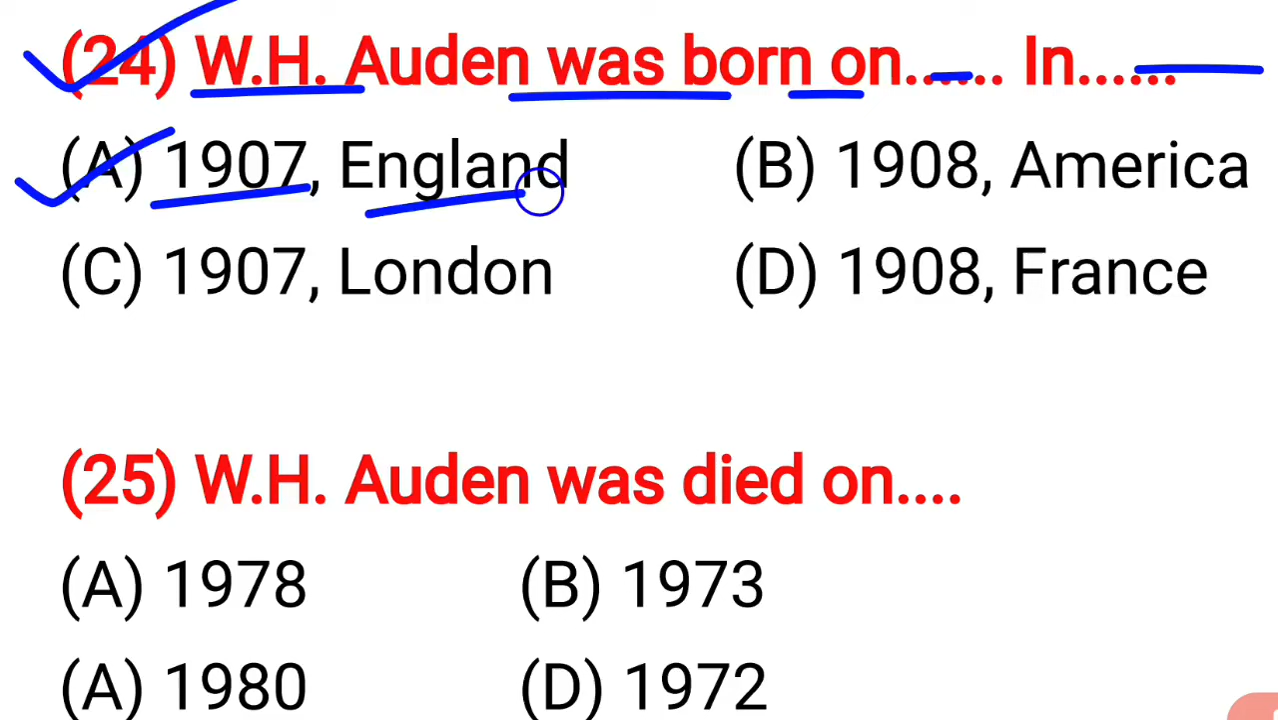 (24) W.H. Auden was born on...... In......
(A) 1907, England (B) 1908, America
(C) 1907, London (D) 1908, France
(25) W.H. Auden was died on....
(A) 1978 (B) 1973
(A) 1980 (D) 1972